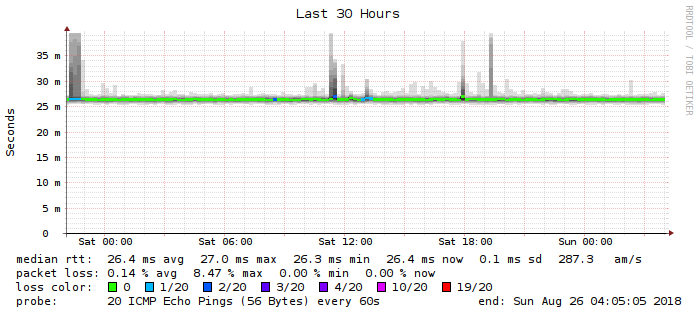 Last 30 Hours
RRDTOOL / TOBI OETIKER
Seconds
35 m
30 m
25 m
20 m
15 m
10 m
5 m
0
Sat 00:00 Sat 06:00 Sat 12:00 Sat 18:00 Sun 00:00
median rtt: 26.4 ms avg 27.0 ms max 26.3 ms min 26.4 ms now 0.1 ms sd 287.3 am/s
packet loss: 0.14 % avg 8.47 % max 0.00 % min 0.00 % now
loss color: 0 1/20 2/20 3/20 4/20 10/20 19/20
probe: 20 ICMP Echo Pings (56 Bytes) every 60s end: Sun Aug 26 04:05:05 2018